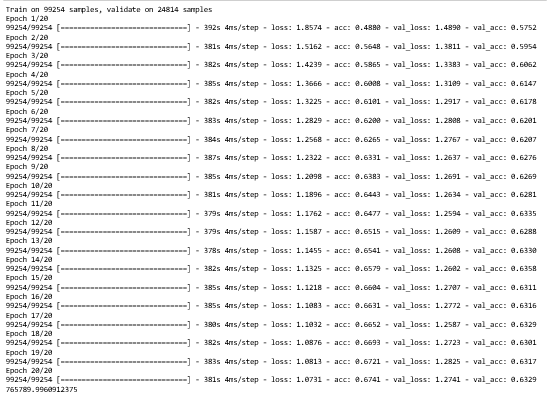 Train on 99254 samples, validate on 24814 samples
Epoch 1/20
99254/99254 [==============================] - 392s 4ms/step - loss: 1.8574 - acc: 0.4880 - val_loss: 1.4890 - val_acc: 0.5752
Epoch 2/20
99254/99254 [==============================] - 381s 4ms/step - loss: 1.5162 - acc: 0.5648 - val_loss: 1.3811 - val_acc: 0.5954
Epoch 3/20
99254/99254 [==============================] - 382s 4ms/step - loss: 1.4239 - acc: 0.5865 - val_loss: 1.3383 - val_acc: 0.6062
Epoch 4/20
99254/99254 [==============================] - 385s 4ms/step - loss: 1.3666 - acc: 0.6008 - val_loss: 1.3109 - val_acc: 0.6147
Epoch 5/20
99254/99254 [==============================] - 382s 4ms/step - loss: 1.3225 - acc: 0.6101 - val_loss: 1.2917 - val_acc: 0.6178
Epoch 6/20
99254/99254 [==============================] - 383s 4ms/step - loss: 1.2829 - acc: 0.6200 - val_loss: 1.2808 - val_acc: 0.6201
Epoch 7/20
99254/99254 [==============================] - 384s 4ms/step - loss: 1.2568 - acc: 0.6265 - val_loss: 1.2767 - val_acc: 0.6207
Epoch 8/20
99254/99254 [==============================] - 387s 4ms/step - loss: 1.2322 - acc: 0.6331 - val_loss: 1.2637 - val_acc: 0.6276
Epoch 9/20
99254/99254 [==============================] - 385s 4ms/step - loss: 1.2098 - acc: 0.6383 - val_loss: 1.2691 - val_acc: 0.6269
Epoch 10/20
99254/99254 [==============================] - 381s 4ms/step - loss: 1.1896 - acc: 0.6443 - val_loss: 1.2634 - val_acc: 0.6281
Epoch 11/20
99254/99254 [==============================] - 379s 4ms/step - loss: 1.1762 - acc: 0.6477 - val_loss: 1.2594 - val_acc: 0.6335
Epoch 12/20
99254/99254 [==============================] - 379s 4ms/step - loss: 1.1587 - acc: 0.6515 - val_loss: 1.2609 - val_acc: 0.6288
Epoch 13/20
99254/99254 [==============================] - 378s 4ms/step - loss: 1.1455 - acc: 0.6541 - val_loss: 1.2608 - val_acc: 0.6330
Epoch 14/20
99254/99254 [==============================] - 382s 4ms/step - loss: 1.1325 - acc: 0.6579 - val_loss: 1.2602 - val_acc: 0.6358
Epoch 15/20
99254/99254 [==============================] - 385s 4ms/step - loss: 1.1218 - acc: 0.6604 - val_loss: 1.2707 - val_acc: 0.6311
Epoch 16/20
99254/99254 [==============================] - 385s 4ms/step - loss: 1.1083 - acc: 0.6631 - val_loss: 1.2772 - val_acc: 0.6316
Epoch 17/20
99254/99254 [==============================] - 380s 4ms/step - loss: 1.1032 - acc: 0.6652 - val_loss: 1.2587 - val_acc: 0.6329
Epoch 18/20
99254/99254 [==============================] - 382s 4ms/step - loss: 1.0876 - acc: 0.6693 - val_loss: 1.2723 - val_acc: 0.6301
Epoch 19/20
99254/99254 [==============================] - 383s 4ms/step - loss: 1.0813 - acc: 0.6721 - val_loss: 1.2825 - val_acc: 0.6317
Epoch 20/20
99254/99254 [==============================] - 381s 4ms/step - loss: 1.0731 - acc: 0.6741 - val_loss: 1.2741 - val_acc: 0.6329
765789.9960912375